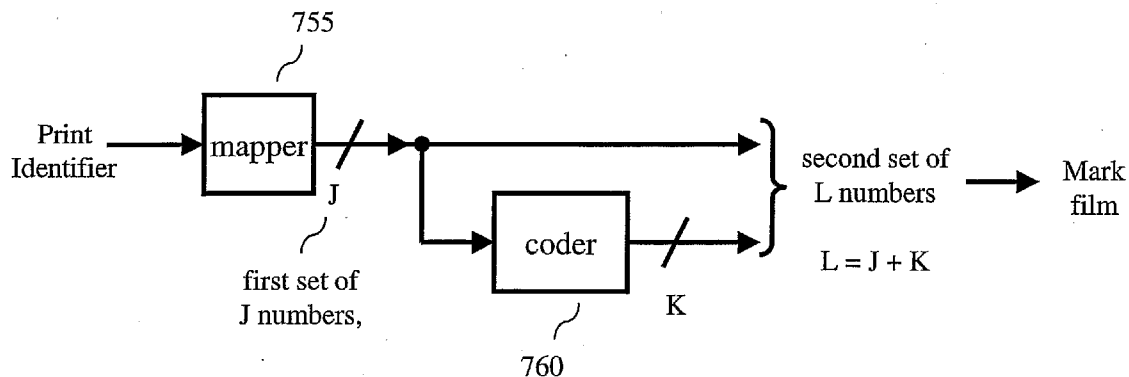 755
Print
Identifier
mapper
J
first set of
J numbers,
coder
K
760
second set of
L numbers
L = J + K
Mark
film